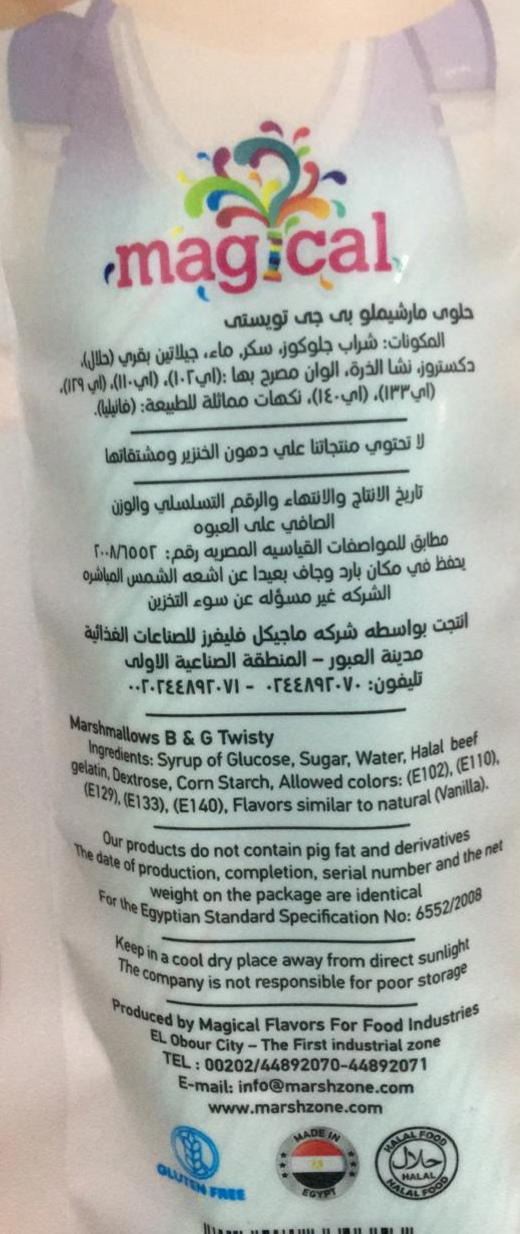 magical
حلوى مارشيملو بى جى تويستى
المكونات: شراب جلوكوز، سكر، ماء، جيلاتين بقري (حلال)،
دكستروز، نشا الذرة، الوان مصرح بها :(اي١٠٢)، (اي١١٠)، (اي ١٢٩)،
(اي١٣٣)، (اي١٤٠)، نكهات مماثلة للطبيعة: (فانيليا).
لا تحتوي منتجاتنا علي دهون الخنزير ومشتقاتها
تاريخ الانتاج والانتهاء والرقم التسلسلي والوزن
الصافي على العبوه
مطابق للمواصفات القياسيه المصريه رقم: ٢٠٠٨/٦٥٥٢
يحفظ في مكان بارد وجاف بعيدا عن اشعه الشمس المباشره
الشركه غير مسؤله عن سوء التخزين
انتجت بواسطه شركه ماجيكل فليفرز للصناعات الغذائية
مدينة العبور – المنطقة الصناعية الاولى
تليفون: ٠٢٤٤٨٩٢٠٧٠ - ٠٠٢٠٢٤٤٨٩٢٠٧١
Marshmallows B & G Twisty
Ingredients: Syrup of Glucose, Sugar, Water, Halal beef
gelatin, Dextrose, Corn Starch, Allowed colors: (E102), (E110),
(E129), (E133), (E140), Flavors similar to natural (Vanilla).
Our products do not contain pig fat and derivatives
The date of production, completion, serial number and the net
weight on the package are identical
For the Egyptian Standard Specification No: 6552/2008
Keep in a cool dry place away from direct sunlight
The company is not responsible for poor storage
Produced by Magical Flavors For Food Industries
EL Obour City – The First industrial zone
TEL : 00202/44892070-44892071
E-mail: info@marshzone.com
www.marshzone.com
GLUTEN FREE
MADE IN
EGYPT
HALAL FOOD
حلال
HALAL
HALAL FOOD